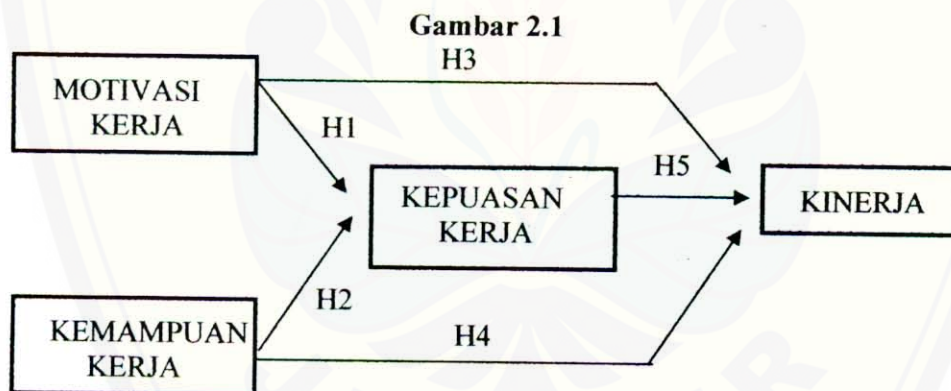 Gambar 2.1
H3
MOTIVASI
KERJA
H1
KEPUASAN
KERJA
H5
KINERJA
H2
KEMAMPUAN
KERJA
H4